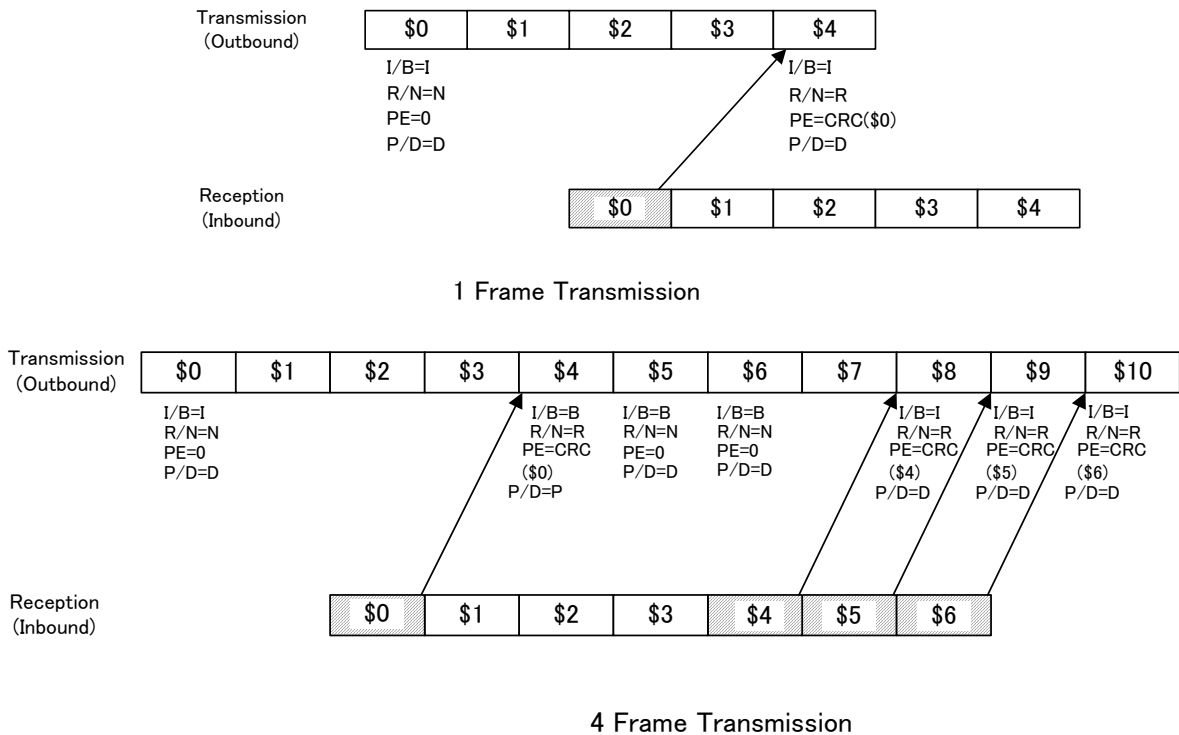 Transmission
(Outbound)
$0 $1 $2 $3 $4
I/B=I
R/N=N
PE=0
P/D=D
I/B=I
R/N=R
PE=CRC($0)
P/D=D
Reception
(Inbound)
$0 $1 $2 $3 $4
1 Frame Transmission
Transmission
(Outbound)
$0 $1 $2 $3 $4 $5 $6 $7 $8 $9 $10
I/B=I
R/N=N
PE=0
P/D=D
I/B=B
R/N=R
PE=CRC
($0)
P/D=P
I/B=B
R/N=N
PE=0
P/D=D
I/B=B
R/N=N
PE=0
P/D=D
I/B=I
R/N=R
PE=CRC
($4)
P/D=D
I/B=I
R/N=R
PE=CRC
($5)
P/D=D
I/B=I
R/N=R
PE=CRC
($6)
P/D=D
Reception
(Inbound)
$0 $1 $2 $3 $4 $5 $6
4 Frame Transmission